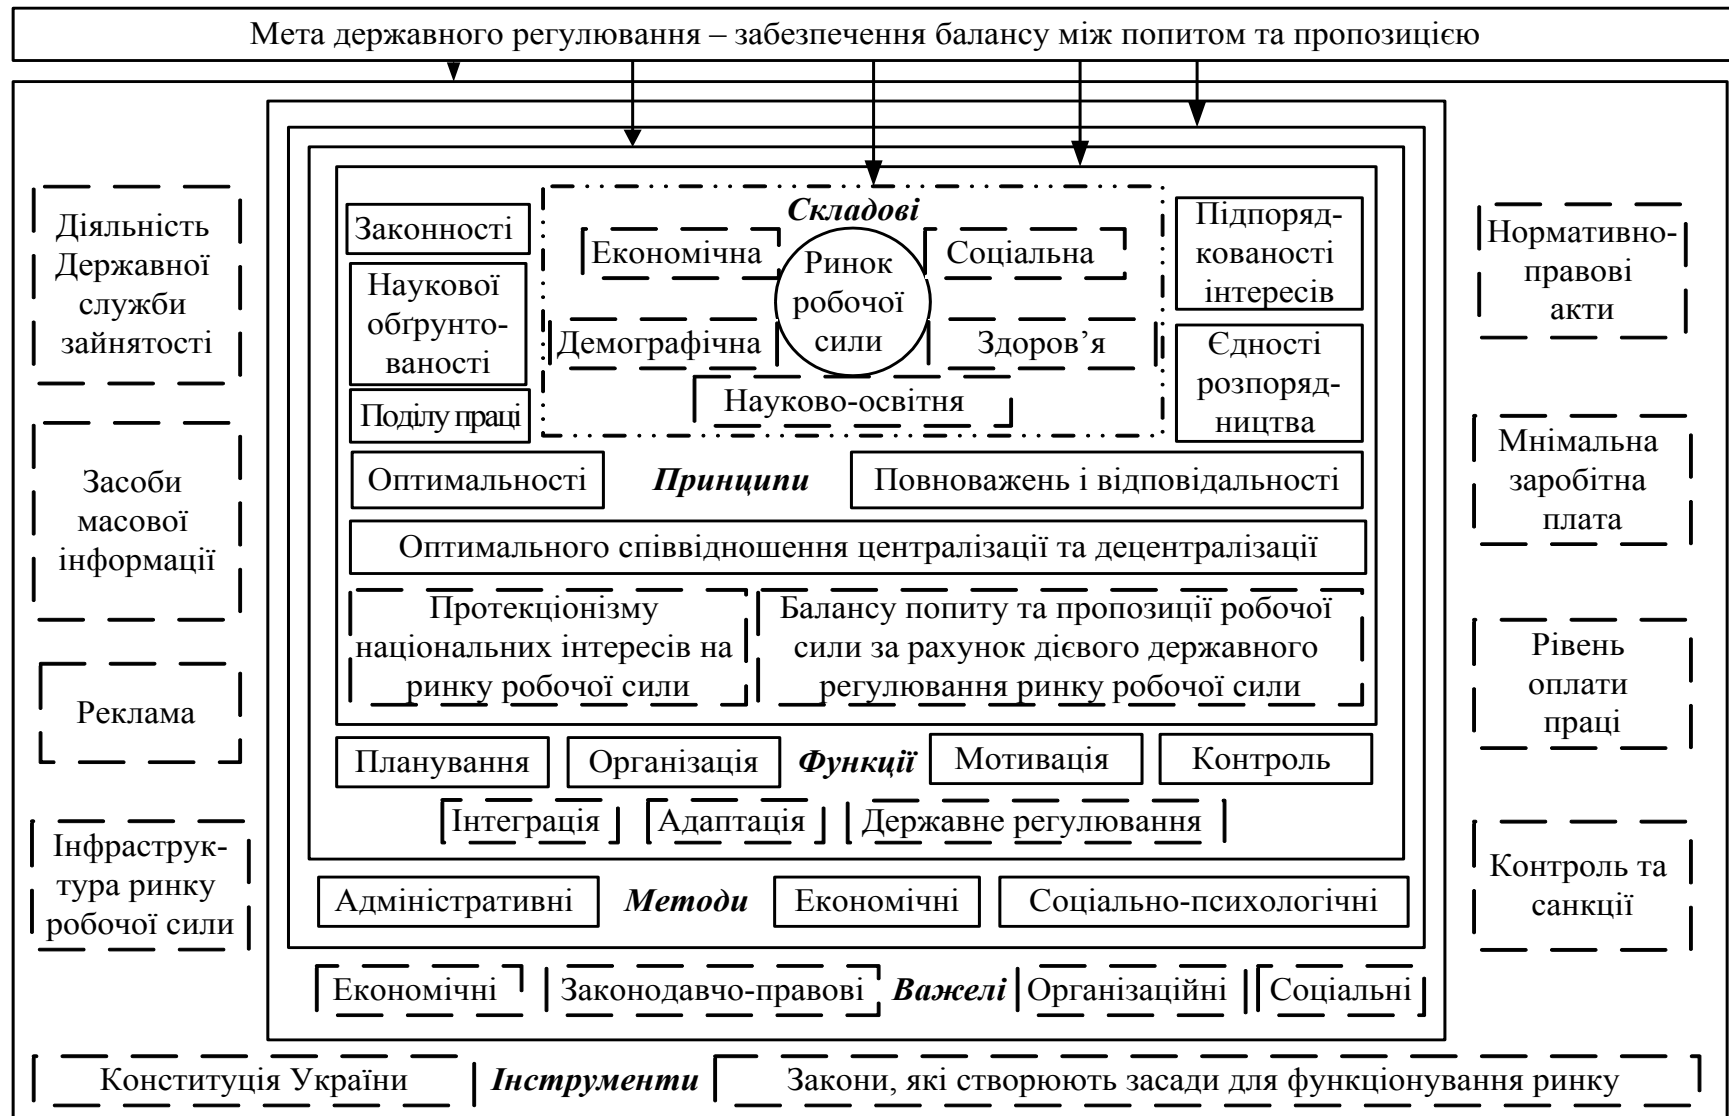 Мета державного регулювання – забезпечення балансу між попитом та пропозицією
Діяльність
Державної
служби
зайнятості
Засоби
масової
інформації
Реклама
Інфраструк-
тура ринку
робочої сили
Законності
Наукової
обґрунто-
ваності
Поділу праці
Складові
Економічна
Соціальна
Ринок
робочої
сили
Демографічна
Здоров’я
Науково-освітня
Підпоряд-
кованості
інтересів
Єдності
розпоряд-
ництва
Оптимальності
Принципи
Повноважень і відповідальності
Оптимального співвідношення централізації та децентралізації
Протекціонізму
національних інтересів на
ринку робочої сили
Балансу попиту та пропозиції робочої
сили за рахунок дієвого державного
регулювання ринку робочої сили
Планування
Організація
Функції
Мотивація
Контроль
Інтеграція
Адаптація
Державне регулювання
Адміністративні
Методи
Економічні
Соціально-психологічні
Економічні
Законодавчо-правові
Важелі
Організаційні
Соціальні
Нормативно-
правові
акти
Мнімальна
заробітна
плата
Рівень
оплати
праці
Контроль та
санкції
Конституція України
Інструменти
Закони, які створюють засади для функціонування ринку